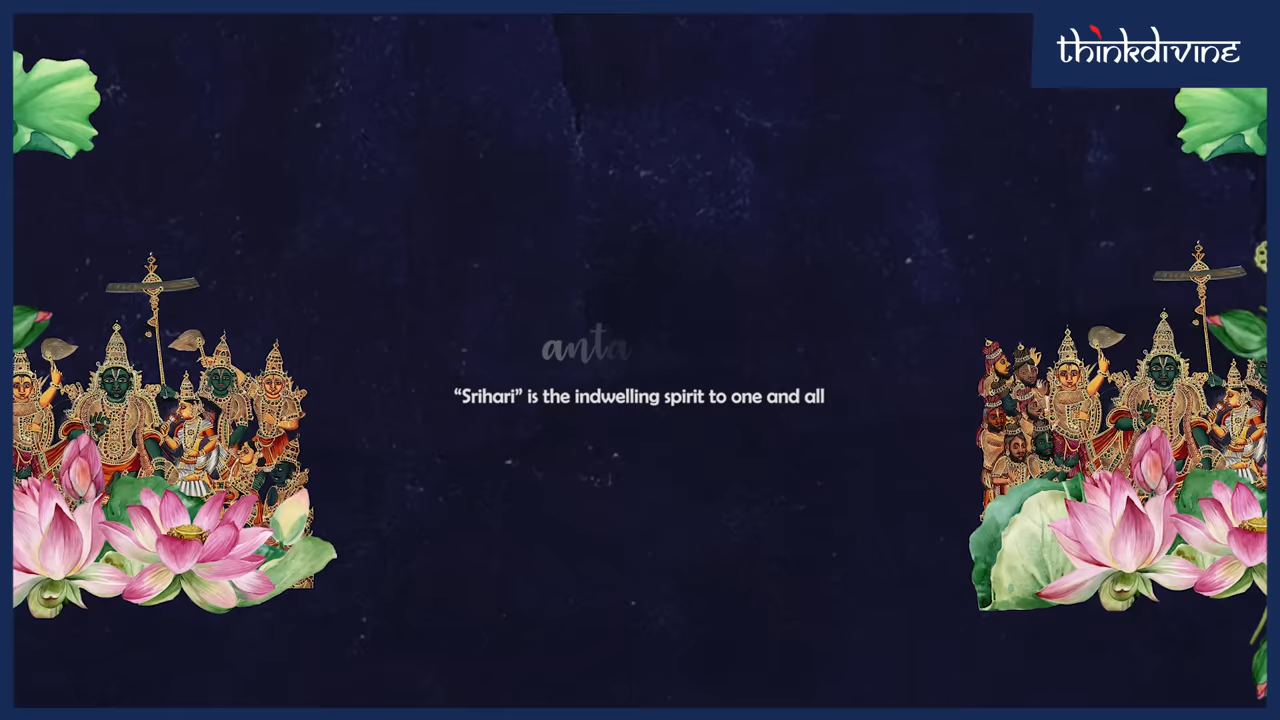 thinkdivine
anta
“Srihari” is the indwelling spirit to one and all